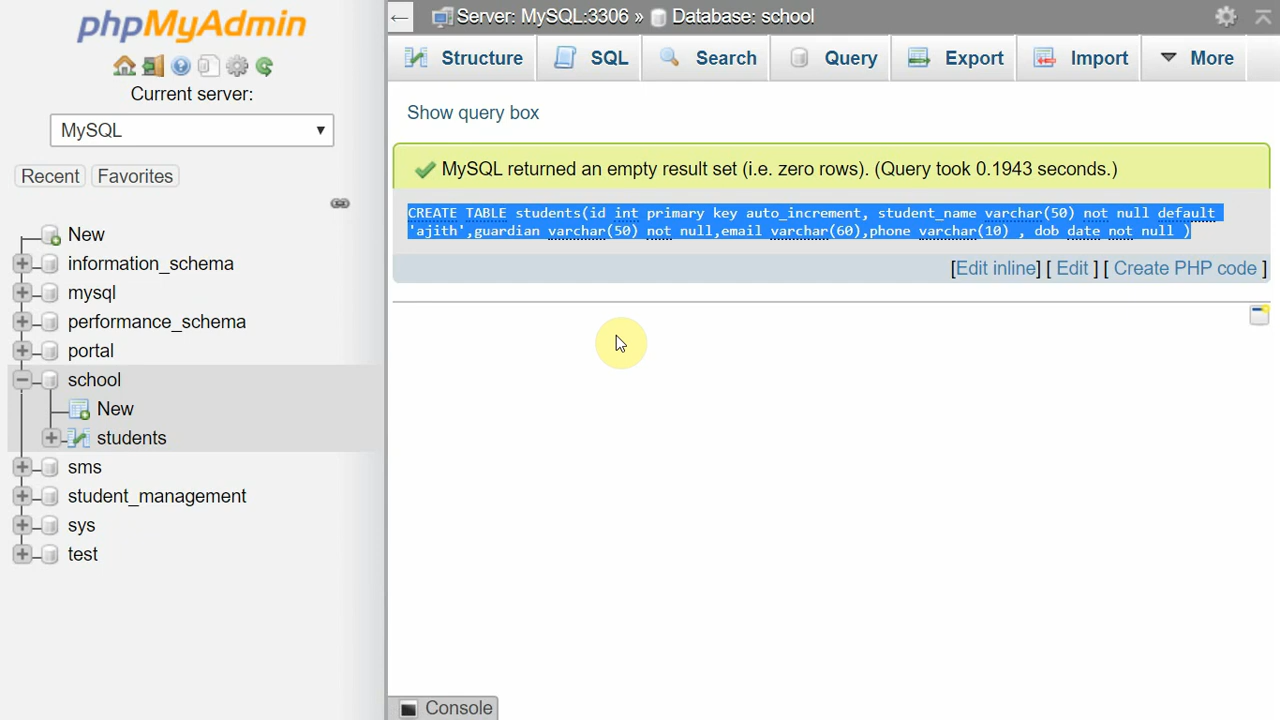 phpMyAdmin
Current server:
MySQL
Recent Favorites
New
information_schema
mysql
performance_schema
portal
school
New
students
sms
student_management
sys
test
Server: MySQL:3306 » Database: school
Structure SQL Search Query Export Import More
Show query box
MySQL returned an empty result set (i.e. zero rows). (Query took 0.1943 seconds.)
CREATE TABLE students(id int primary key auto_increment, student_name varchar(50) not null default
'ajith',guardian varchar(50) not null,email varchar(60),phone varchar(10) , dob date not null )
[Edit inline] [ Edit ] [ Create PHP code ]
Console